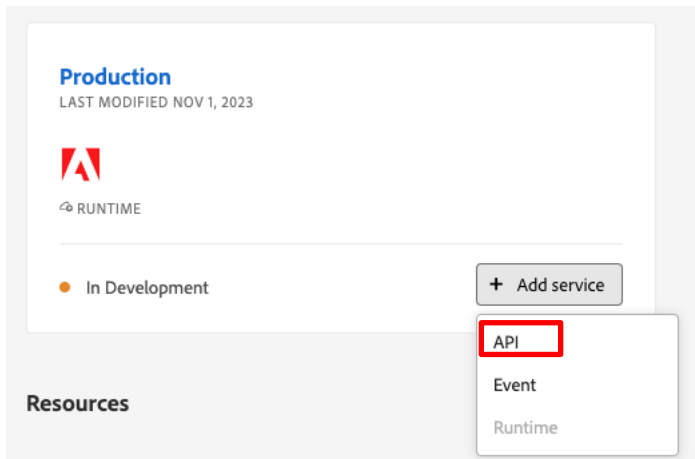 Production
LAST MODIFIED NOV 1, 2023
RUNTIME
In Development
+ Add service
API
Event
Runtime
Resources